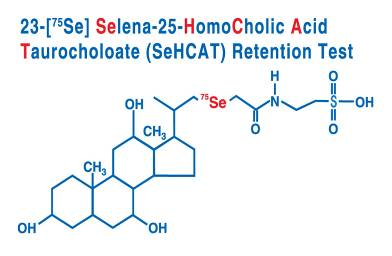 23-[⁷⁵Se] Selena-25-HomoCholic Acid
Taurocholoate (SeHCAT) Retention Test
H
O
OH
⁷⁵Se
N
S
OH
CH₃
O
O
CH₃
OH
OH